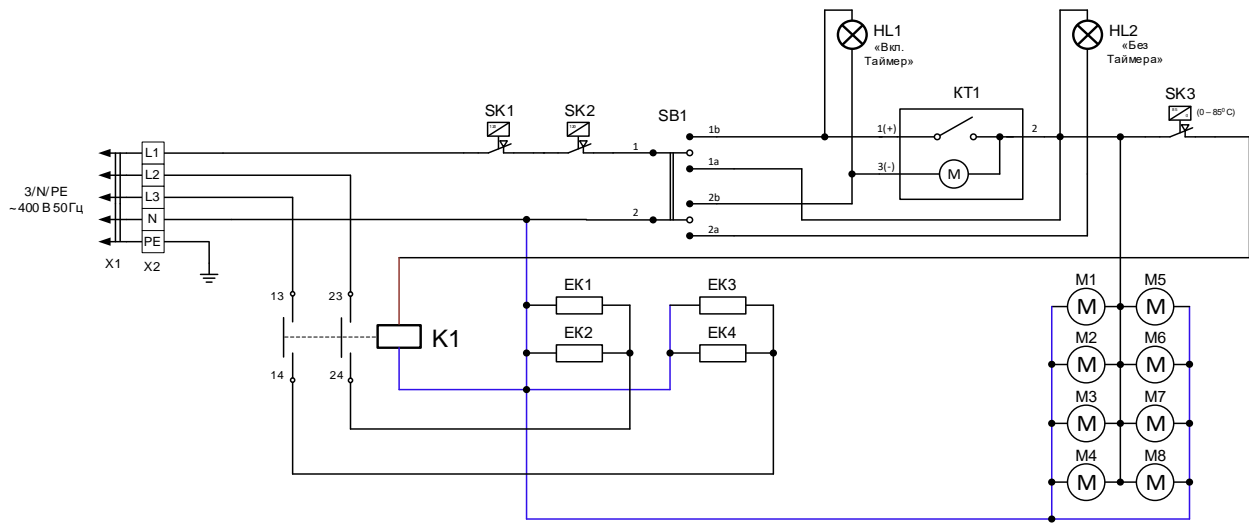 HL1
«Вкл.
Таймер»
HL2
«Без
Таймера»
SK1
SK2
SB1
KT1
SK3
(0 – 85⁰ C)
1b
1(+)
2
1
1a
3(-)
M
2b
2
2a
3/N/PE
~ 400 В 50 Гц
L1
L2
L3
N
PE
X1
X2
13
23
14
24
K1
EK1
EK2
EK3
EK4
M1
M5
M
M
M2
M6
M
M
M3
M7
M
M
M4
M8
M
M